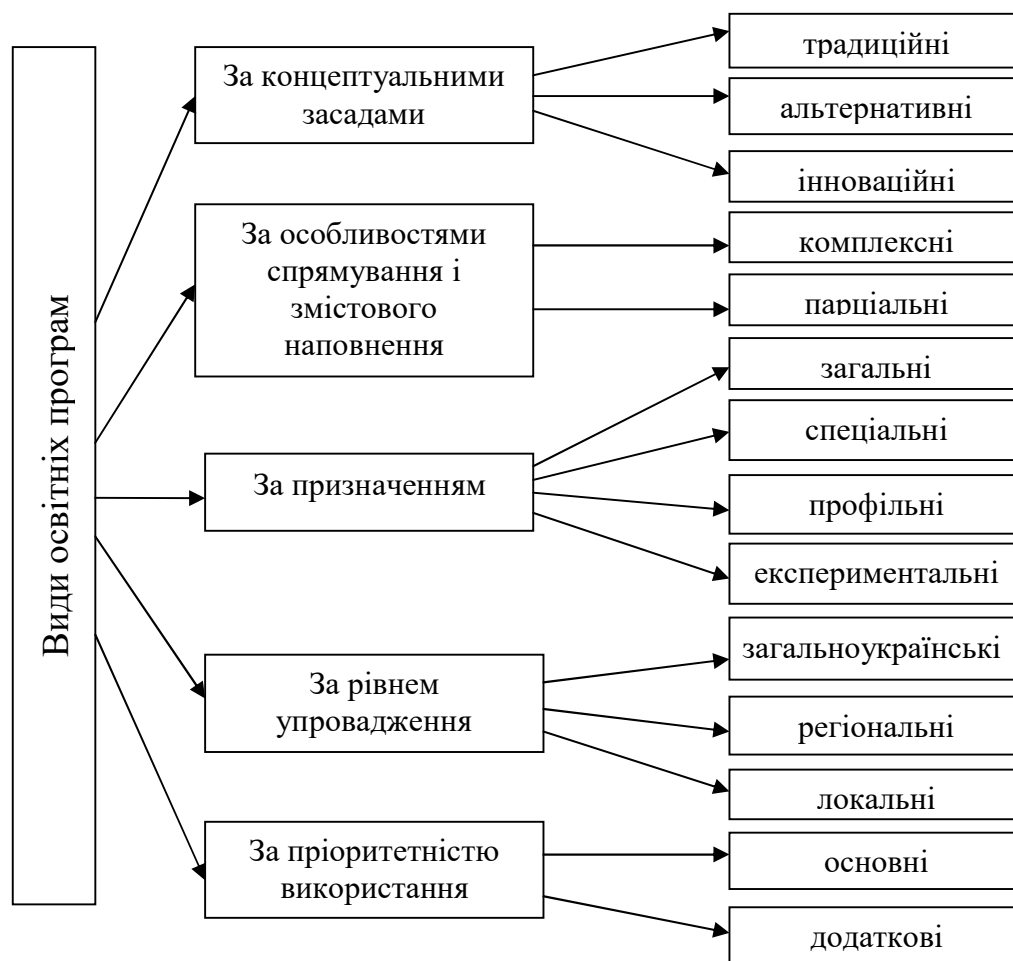 Види освітніх програм
За концептуальними
засадами
традиційні
альтернативні
інноваційні
За особливостями
спрямування і
змістового
наповнення
комплексні
парціальні
За призначенням
загальні
спеціальні
профільні
експериментальні
За рівнем
упровадження
загальноукраїнські
регіональні
локальні
За пріоритетністю
використання
основні
додаткові